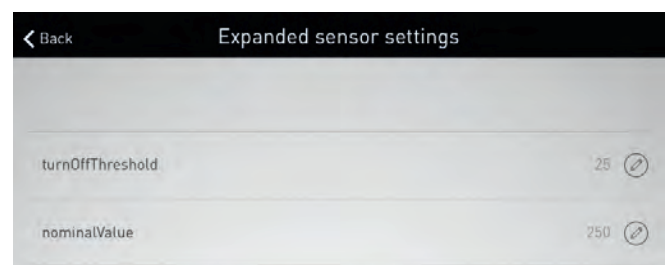 Back
Expanded sensor settings
turnOffThreshold 25
nominalValue 250